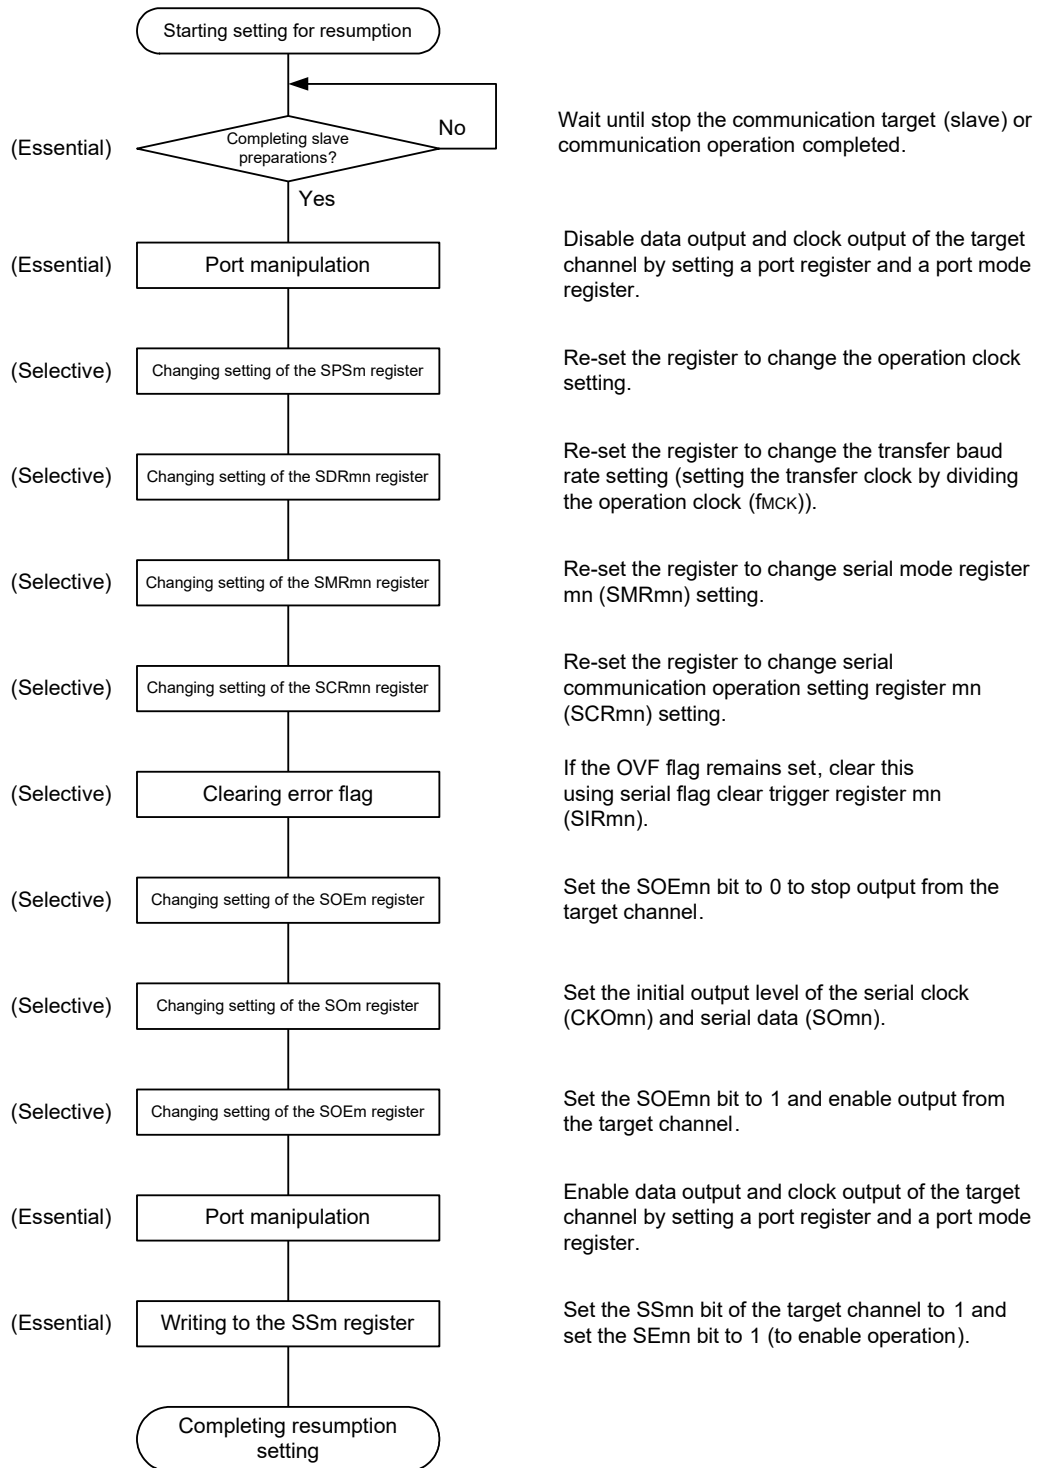 Starting setting for resumption
(Essential)
Completing slave
preparations?
No
Wait until stop the communication target (slave) or
communication operation completed.
Yes
(Essential)
Port manipulation
Disable data output and clock output of the target
channel by setting a port register and a port mode
register.
(Selective)
Changing setting of the SPSm register
Re-set the register to change the operation clock
setting.
(Selective)
Changing setting of the SDRmn register
Re-set the register to change the transfer baud
rate setting (setting the transfer clock by dividing
the operation clock (fMCK)).
(Selective)
Changing setting of the SMRmn register
Re-set the register to change serial mode register
mn (SMRmn) setting.
(Selective)
Changing setting of the SCRmn register
Re-set the register to change serial
communication operation setting register mn
(SCRmn) setting.
(Selective)
Clearing error flag
If the OVF flag remains set, clear this
using serial flag clear trigger register mn
(SIRmn).
(Selective)
Changing setting of the SOEm register
Set the SOEmn bit to 0 to stop output from the
target channel.
(Selective)
Changing setting of the SOm register
Set the initial output level of the serial clock
(CKOmn) and serial data (SOmn).
(Selective)
Changing setting of the SOEm register
Set the SOEmn bit to 1 and enable output from
the target channel.
(Essential)
Port manipulation
Enable data output and clock output of the target
channel by setting a port register and a port mode
register.
(Essential)
Writing to the SSm register
Set the SSmn bit of the target channel to 1 and
set the SEmn bit to 1 (to enable operation).
Completing resumption
setting